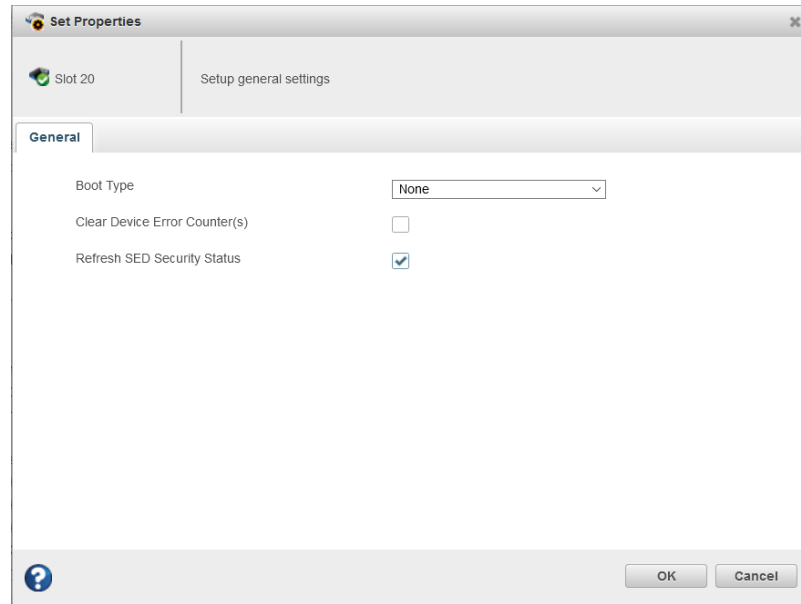 Set Properties
Slot 20
Setup general settings
General
Boot Type
None
Clear Device Error Counter(s)
Refresh SED Security Status
?
OK
Cancel